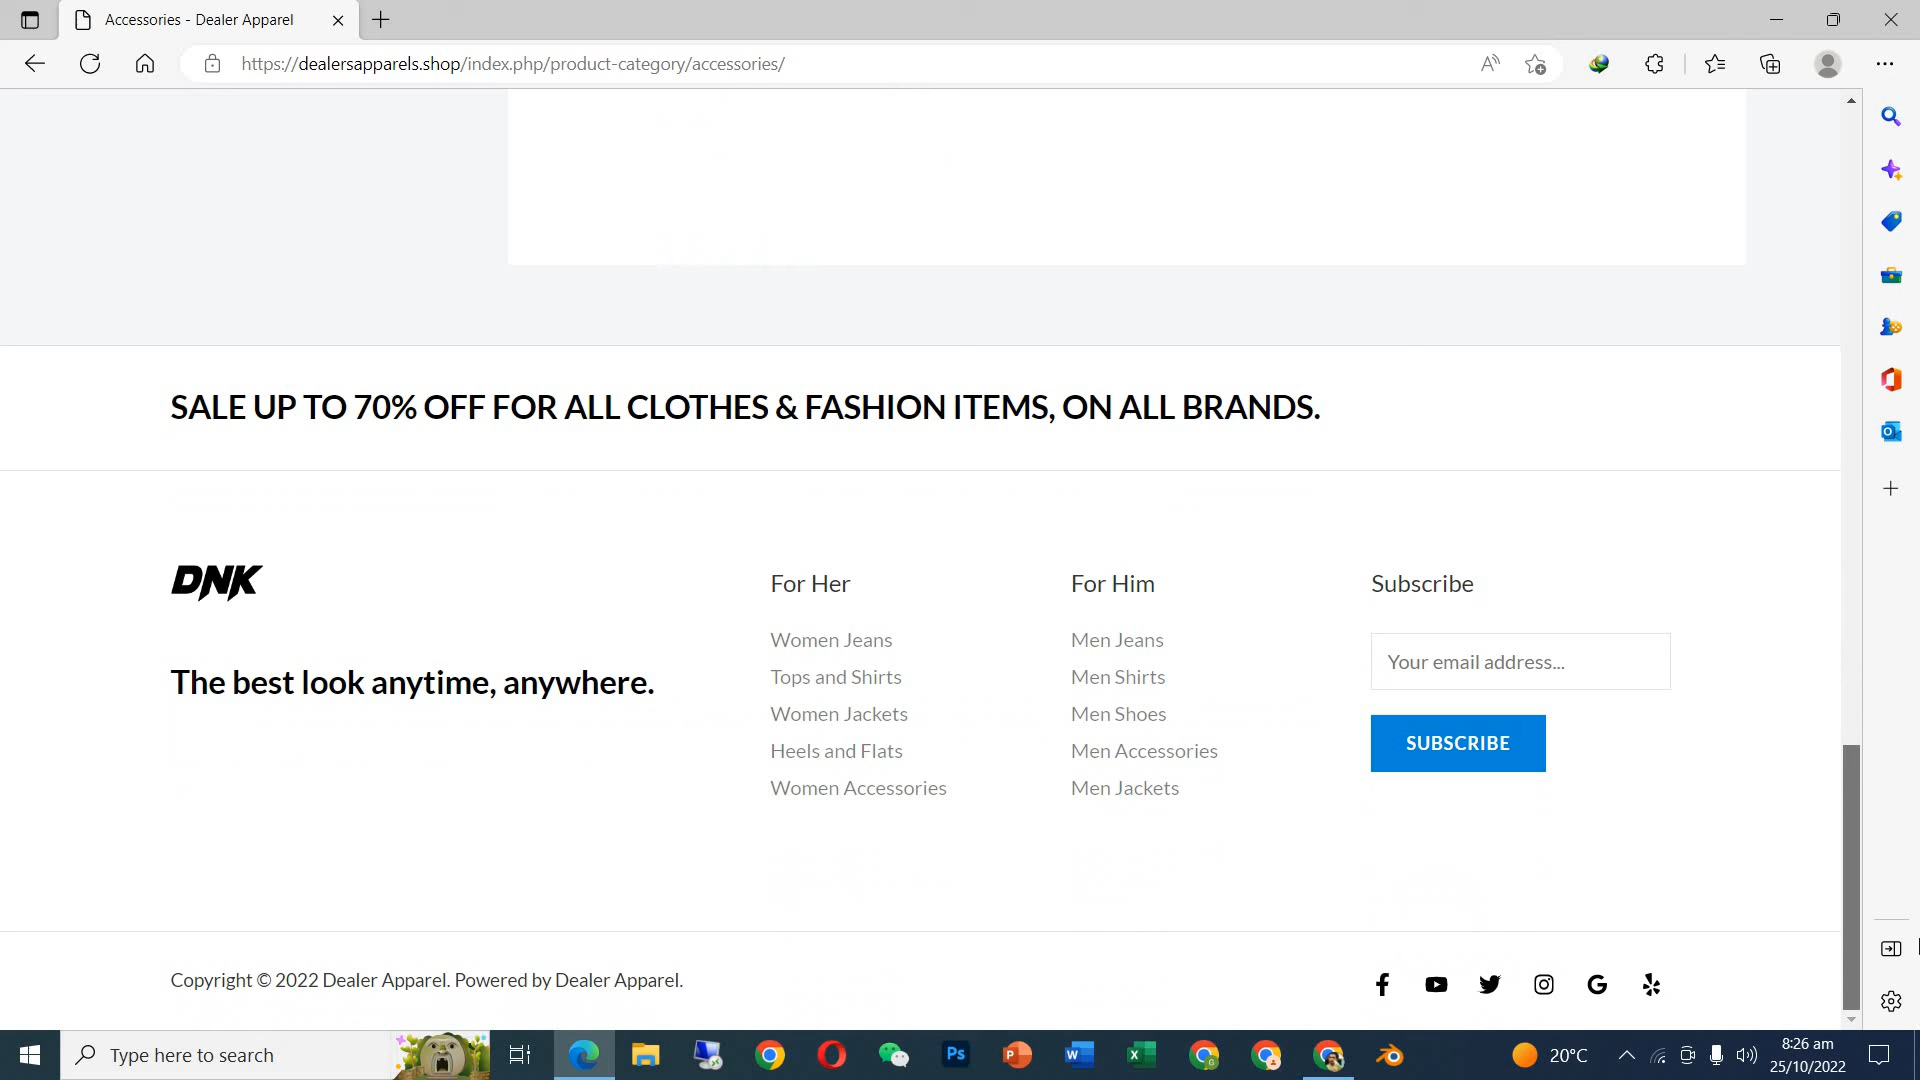 Accessories - Dealer Apparel
https://dealersapparels.shop/index.php/product-category/accessories/
SALE UP TO 70% OFF FOR ALL CLOTHES & FASHION ITEMS, ON ALL BRANDS.
DNK
The best look anytime, anywhere.
For Her
Women Jeans
Tops and Shirts
Women Jackets
Heels and Flats
Women Accessories
For Him
Men Jeans
Men Shirts
Men Shoes
Men Accessories
Men Jackets
Subscribe
Your email address...
SUBSCRIBE
Copyright © 2022 Dealer Apparel. Powered by Dealer Apparel.
Type here to search
20°C
8:26 am
25/10/2022